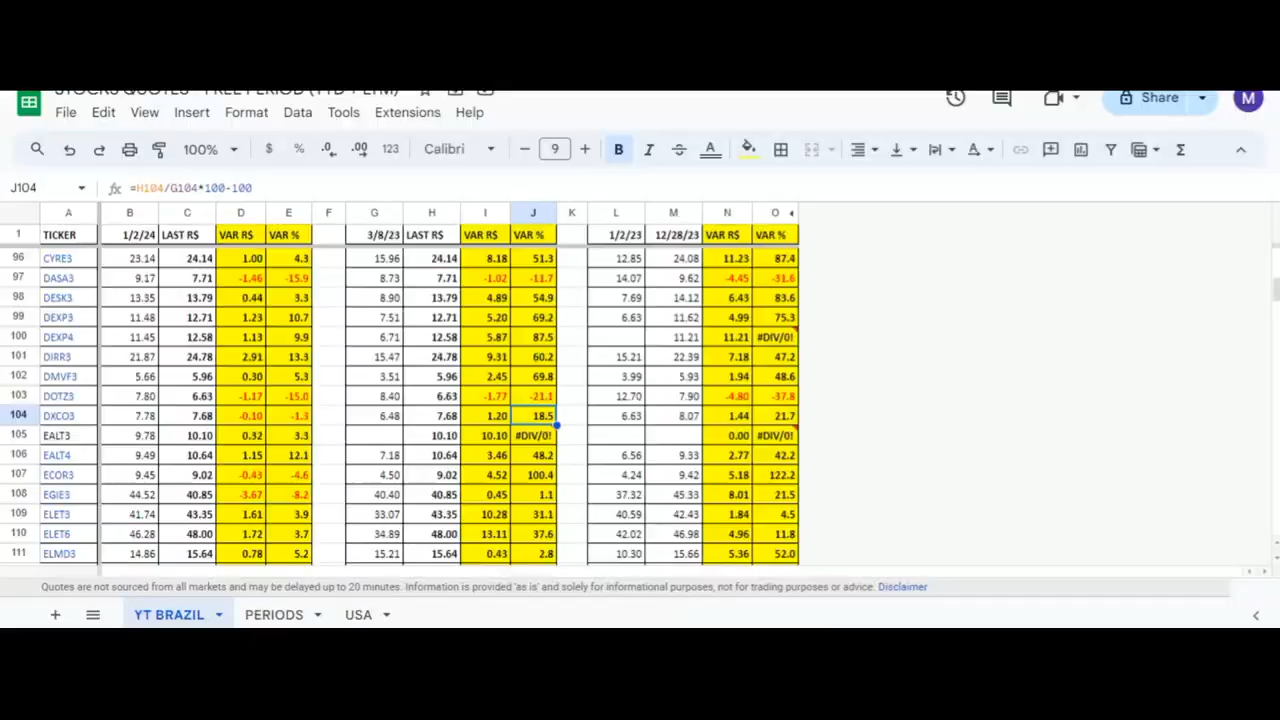 STOCKS QUOTES - FREE PERIOD (YTD + LTM)
File Edit View Insert Format Data Tools Extensions Help
Share
M
100% $ % .0 .00 123 Calibri 9 B I S A
J104 fx =H104/G104*100-100
A B C D E F G H I J K L M N O
1 TICKER 1/2/24 LAST R$ VAR R$ VAR % 3/8/23 LAST R$ VAR R$ VAR % 1/2/23 12/28/23 VAR R$ VAR %
96 CYRE3 23.14 24.14 1.00 4.3 15.96 24.14 8.18 51.3 12.85 24.08 11.23 87.4
97 DASA3 9.17 7.71 -1.46 -15.9 8.73 7.71 -1.02 -11.7 14.07 9.62 -4.45 -31.6
98 DESK3 13.35 13.79 0.44 3.3 8.90 13.79 4.89 54.9 7.69 14.12 6.43 83.6
99 DEXP3 11.48 12.71 1.23 10.7 7.51 12.71 5.20 69.2 6.63 11.62 4.99 75.3
100 DEXP4 11.45 12.58 1.13 9.9 6.71 12.58 5.87 87.5 11.21 11.21 #DIV/0!
101 DIRR3 21.87 24.78 2.91 13.3 15.47 24.78 9.31 60.2 15.21 22.39 7.18 47.2
102 DMVF3 5.66 5.96 0.30 5.3 3.51 5.96 2.45 69.8 3.99 5.93 1.94 48.6
103 DOTZ3 7.80 6.63 -1.17 -15.0 8.40 6.63 -1.77 -21.1 12.70 7.90 -4.80 -37.8
104 DXCO3 7.78 7.68 -0.10 -1.3 6.48 7.68 1.20 18.5 6.63 8.07 1.44 21.7
105 EALT3 9.78 10.10 0.32 3.3 10.10 10.10 #DIV/0! 0.00 #DIV/0!
106 EALT4 9.49 10.64 1.15 12.1 7.18 10.64 3.46 48.2 6.56 9.33 2.77 42.2
107 ECOR3 9.45 9.02 -0.43 -4.6 4.50 9.02 4.52 100.4 4.24 9.42 5.18 122.2
108 EGIE3 44.52 40.85 -3.67 -8.2 40.40 40.85 0.45 1.1 37.32 45.33 8.01 21.5
109 ELET3 41.74 43.35 1.61 3.9 33.07 43.35 10.28 31.1 40.59 42.43 1.84 4.5
110 ELET6 46.28 48.00 1.72 3.7 34.89 48.00 13.11 37.6 42.02 46.98 4.96 11.8
111 ELMD3 14.86 15.64 0.78 5.2 15.21 15.64 0.43 2.8 10.30 15.66 5.36 52.0
Quotes are not sourced from all markets and may be delayed up to 20 minutes. Information is provided 'as is' and solely for informational purposes, not for trading purposes or advice. Disclaimer
YT BRAZIL PERIODS USA